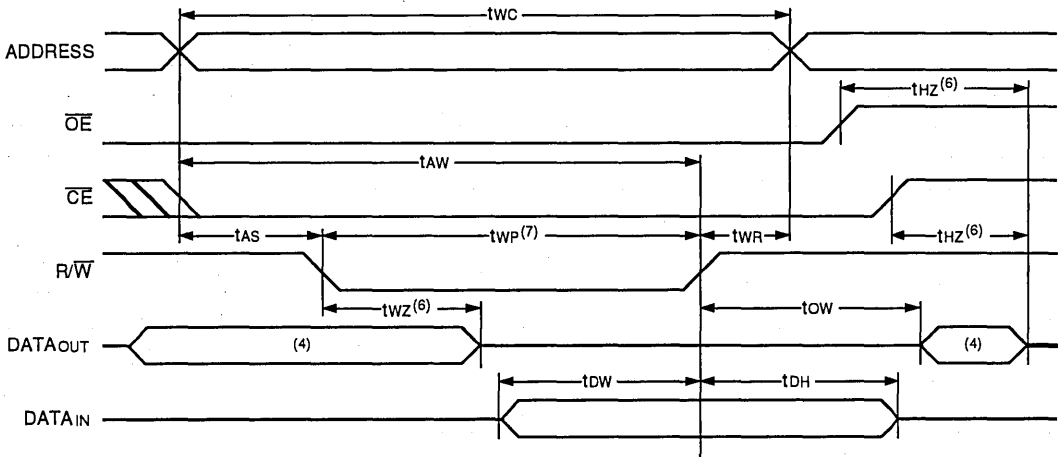 tWC
ADDRESS
tHZ(6)
OE
tAW
CE
tAS
tWP(7)
tWR
tHZ(6)
R/W
tWZ(6)
tOW
DATAOUT
(4)
(4)
tDW
tDH
DATAIN